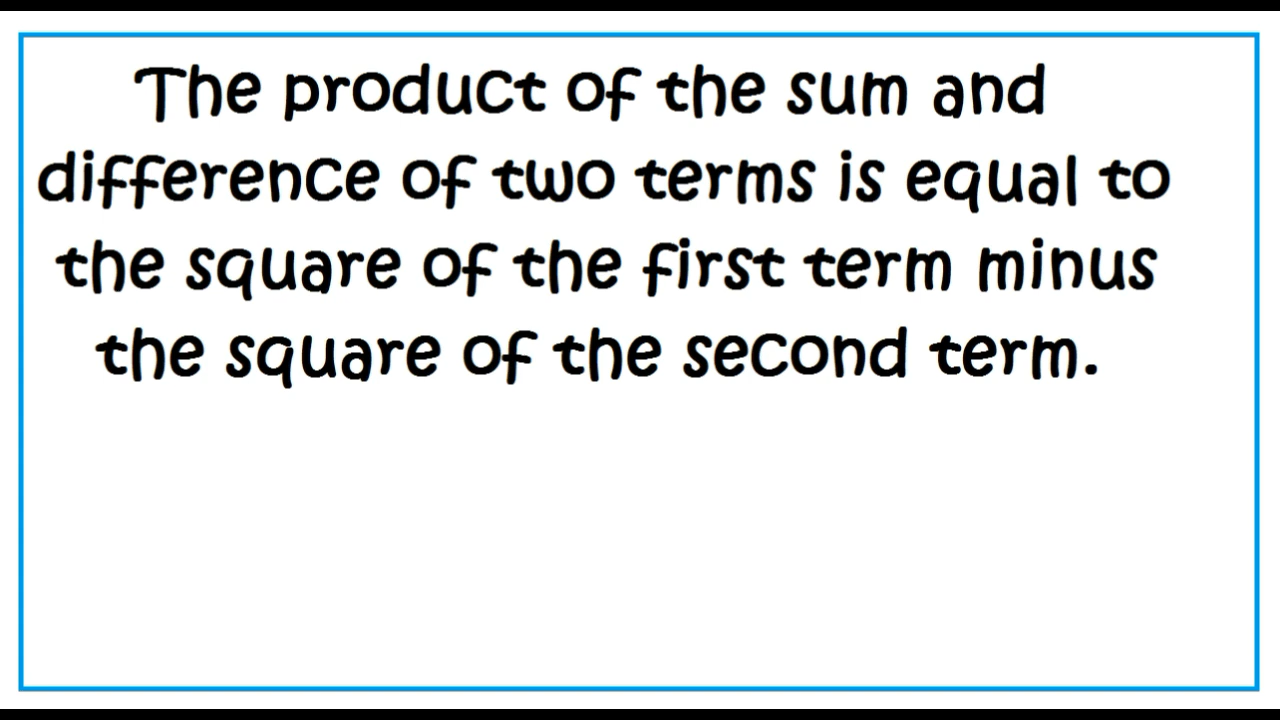 The product of the sum and
difference of two terms is equal to
the square of the first term minus
the square of the second term.